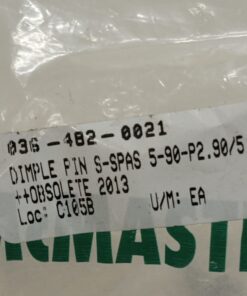 036-482-0021
DIMPLE PIN S-SPAS 5-90-P2.90/5
++OBSOLETE 2013
Loc: C105B U/M: EA